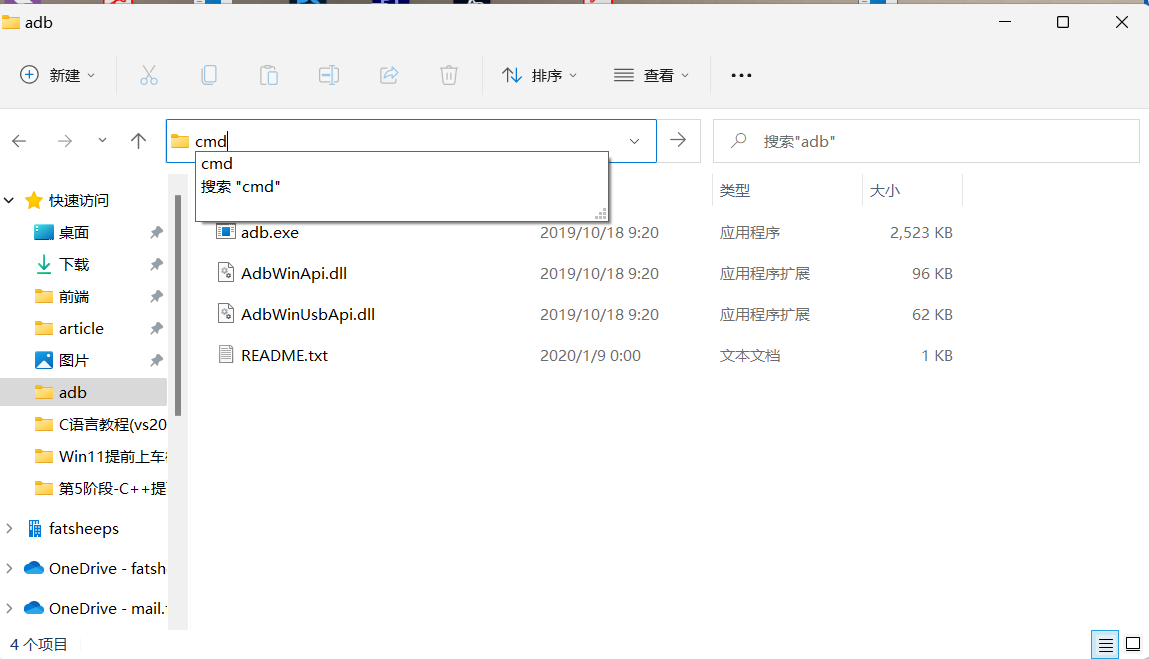 adb
新建
排序
查看
cmd
搜索"adb"
cmd
搜索 "cmd"
类型
大小
快速访问
桌面
下载
前端
article
图片
adb
C语言教程(vs20
Win11提前上车
第5阶段-C++提
fatsheeps
OneDrive - fatsh
OneDrive - mail.
adb.exe 2019/10/18 9:20 应用程序 2,523 KB
AdbWinApi.dll 2019/10/18 9:20 应用程序扩展 96 KB
AdbWinUsbApi.dll 2019/10/18 9:20 应用程序扩展 62 KB
README.txt 2020/1/9 0:00 文本文档 1 KB
4 个项目